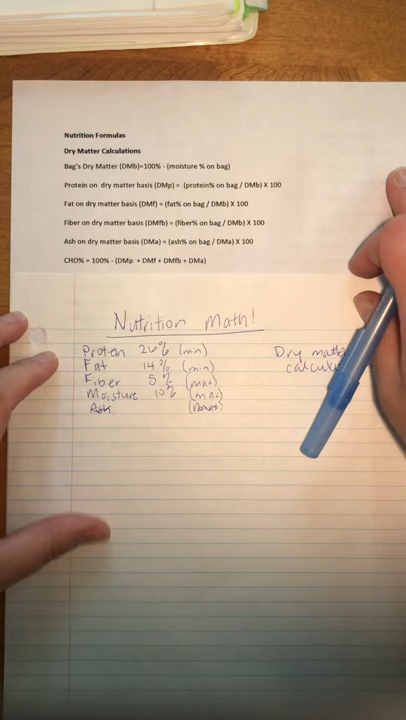 Nutrition Formulas
Dry Matter Calculations
Bag's Dry Matter (DMb)=100% - (moisture % on bag)
Protein on dry matter basis (DMp) = (protein% on bag / DMb) X 100
Fat on dry matter basis (DMf) = (fat% on bag / DMb) X 100
Fiber on dry matter basis (DMfb) = (fiber% on bag / DMb) X 100
Ash on dry matter basis (DMa) = (ash% on bag / DMa) X 100
CHO% = 100% - (DMp + DMf + DMfb + DMa)
Nutrition Math!
Protein 26% (min) Dry matte
Fat 14% (min) calcul
Fiber 5% (max)
Moisture 10% (max)
Ash